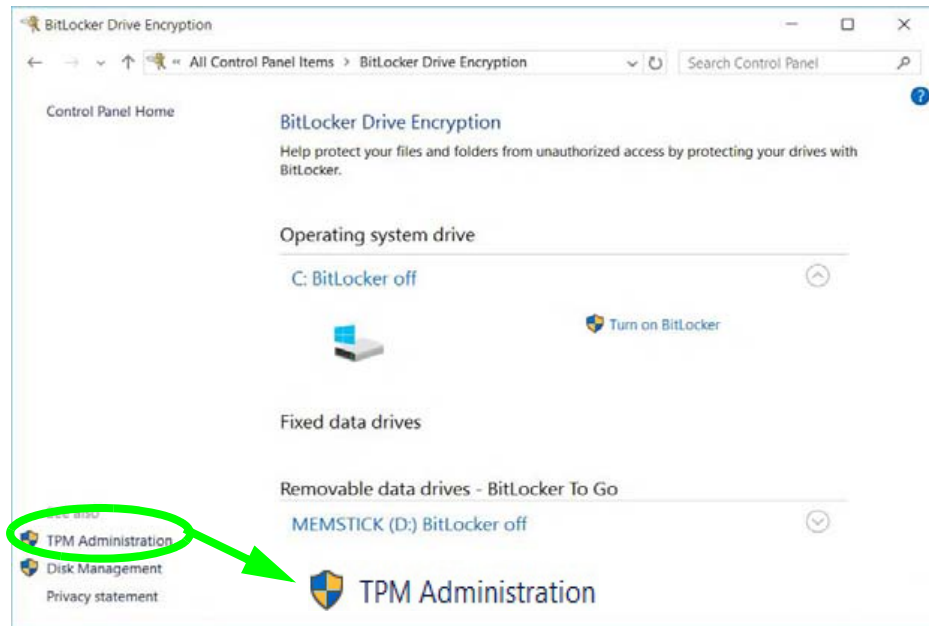 BitLocker Drive Encryption
« All Control Panel Items > BitLocker Drive Encryption
Search Control Panel
?
Control Panel Home
BitLocker Drive Encryption
Help protect your files and folders from unauthorized access by protecting your drives with
BitLocker.
Operating system drive
C: BitLocker off
Turn on BitLocker
Fixed data drives
Removable data drives - BitLocker To Go
MEMSTICK (D:) BitLocker off
See also
TPM Administration
Disk Management
Privacy statement
TPM Administration